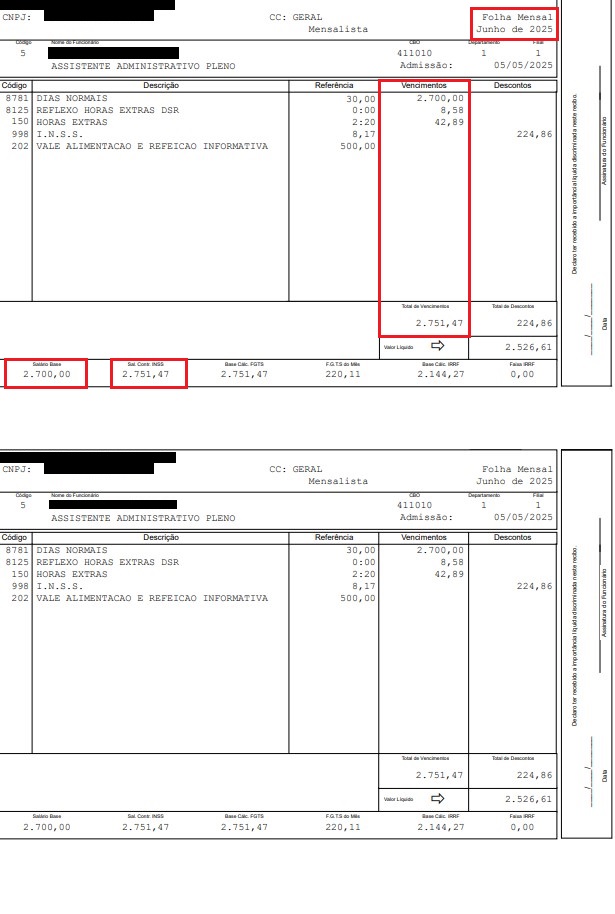 CNPJ: CC: GERAL Folha Mensal
Mensalista Junho de 2025
Código Nome do Funcionário CBO Departamento Filial
5 411010 1 1
ASSISTENTE ADMINISTRATIVO PLENO Admissão: 05/05/2025
Código Descrição Referência Vencimentos Descontos
8781 DIAS NORMAIS 30,00 2.700,00
8125 REFLEXO HORAS EXTRAS DSR 0:00 8,58
150 HORAS EXTRAS 2:20 42,89
998 I.N.S.S. 8,17 224,86
202 VALE ALIMENTACAO E REFEICAO INFORMATIVA 500,00
Total de Vencimentos Total de Descontos
2.751,47 224,86
Valor Líquido 2.526,61
Salário Base Sal. Contr. INSS Base Cálc. FGTS F.G.T.S do Mês Base Cálc. IRRF Faixa IRRF
2.700,00 2.751,47 2.751,47 220,11 2.144,27 0,00
Declaro ter recebido a importância líquida discriminada neste recibo.
Assinatura do Funcionário
Data
CNPJ: CC: GERAL Folha Mensal
Mensalista Junho de 2025
Código Nome do Funcionário CBO Departamento Filial
5 411010 1 1
ASSISTENTE ADMINISTRATIVO PLENO Admissão: 05/05/2025
Código Descrição Referência Vencimentos Descontos
8781 DIAS NORMAIS 30,00 2.700,00
8125 REFLEXO HORAS EXTRAS DSR 0:00 8,58
150 HORAS EXTRAS 2:20 42,89
998 I.N.S.S. 8,17 224,86
202 VALE ALIMENTACAO E REFEICAO INFORMATIVA 500,00
Total de Vencimentos Total de Descontos
2.751,47 224,86
Valor Líquido 2.526,61
Salário Base Sal. Contr. INSS Base Cálc. FGTS F.G.T.S do Mês Base Cálc. IRRF Faixa IRRF
2.700,00 2.751,47 2.751,47 220,11 2.144,27 0,00
Declaro ter recebido a importância líquida discriminada neste recibo.
Assinatura do Funcionário
Data